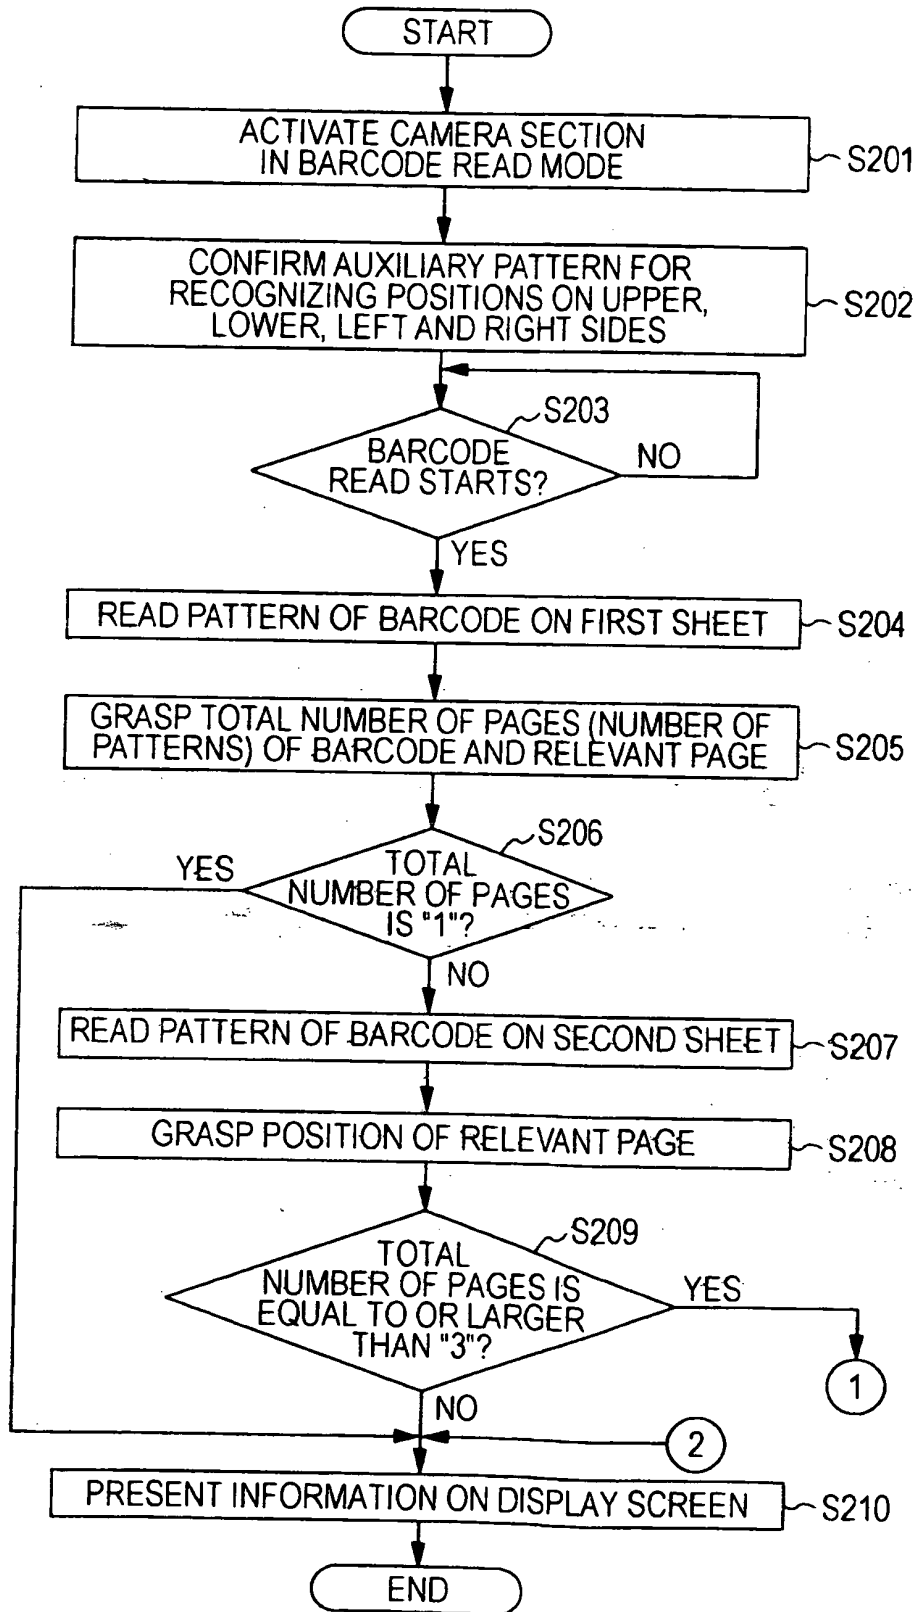 START
ACTIVATE CAMERA SECTION
IN BARCODE READ MODE
S201
CONFIRM AUXILIARY PATTERN FOR
RECOGNIZING POSITIONS ON UPPER,
LOWER, LEFT AND RIGHT SIDES
S202
S203
BARCODE
READ STARTS?
NO
YES
READ PATTERN OF BARCODE ON FIRST SHEET
S204
GRASP TOTAL NUMBER OF PAGES (NUMBER OF
PATTERNS) OF BARCODE AND RELEVANT PAGE
S205
S206
YES
TOTAL
NUMBER OF PAGES
IS "1"?
NO
READ PATTERN OF BARCODE ON SECOND SHEET
S207
GRASP POSITION OF RELEVANT PAGE
S208
S209
TOTAL
NUMBER OF PAGES IS
EQUAL TO OR LARGER
THAN "3"?
YES
1
NO
2
PRESENT INFORMATION ON DISPLAY SCREEN
S210
END